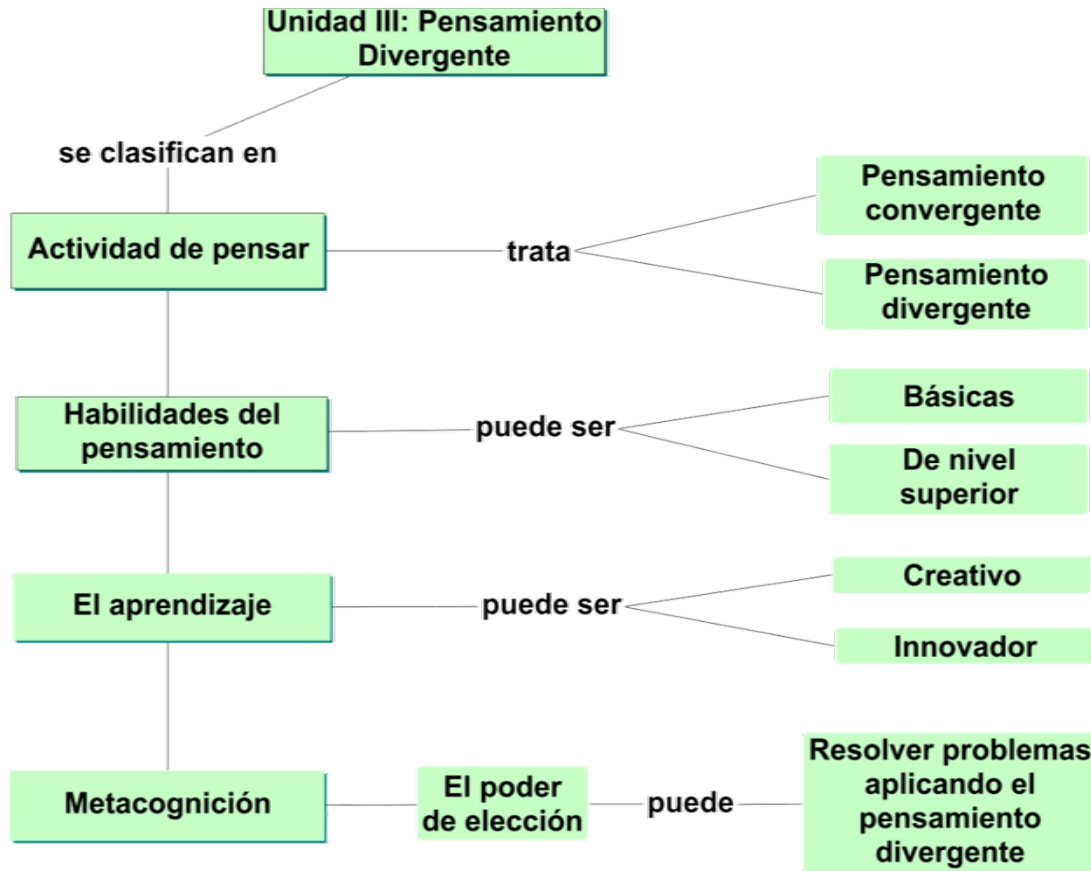 Unidad III: Pensamiento
Divergente
se clasifican en
Actividad de pensar
trata
Pensamiento
convergente
Pensamiento
divergente
Habilidades del
pensamiento
puede ser
Básicas
De nivel
superior
El aprendizaje
puede ser
Creativo
Innovador
Metacognición
El poder
de elección
puede
Resolver problemas
aplicando el
pensamiento
divergente